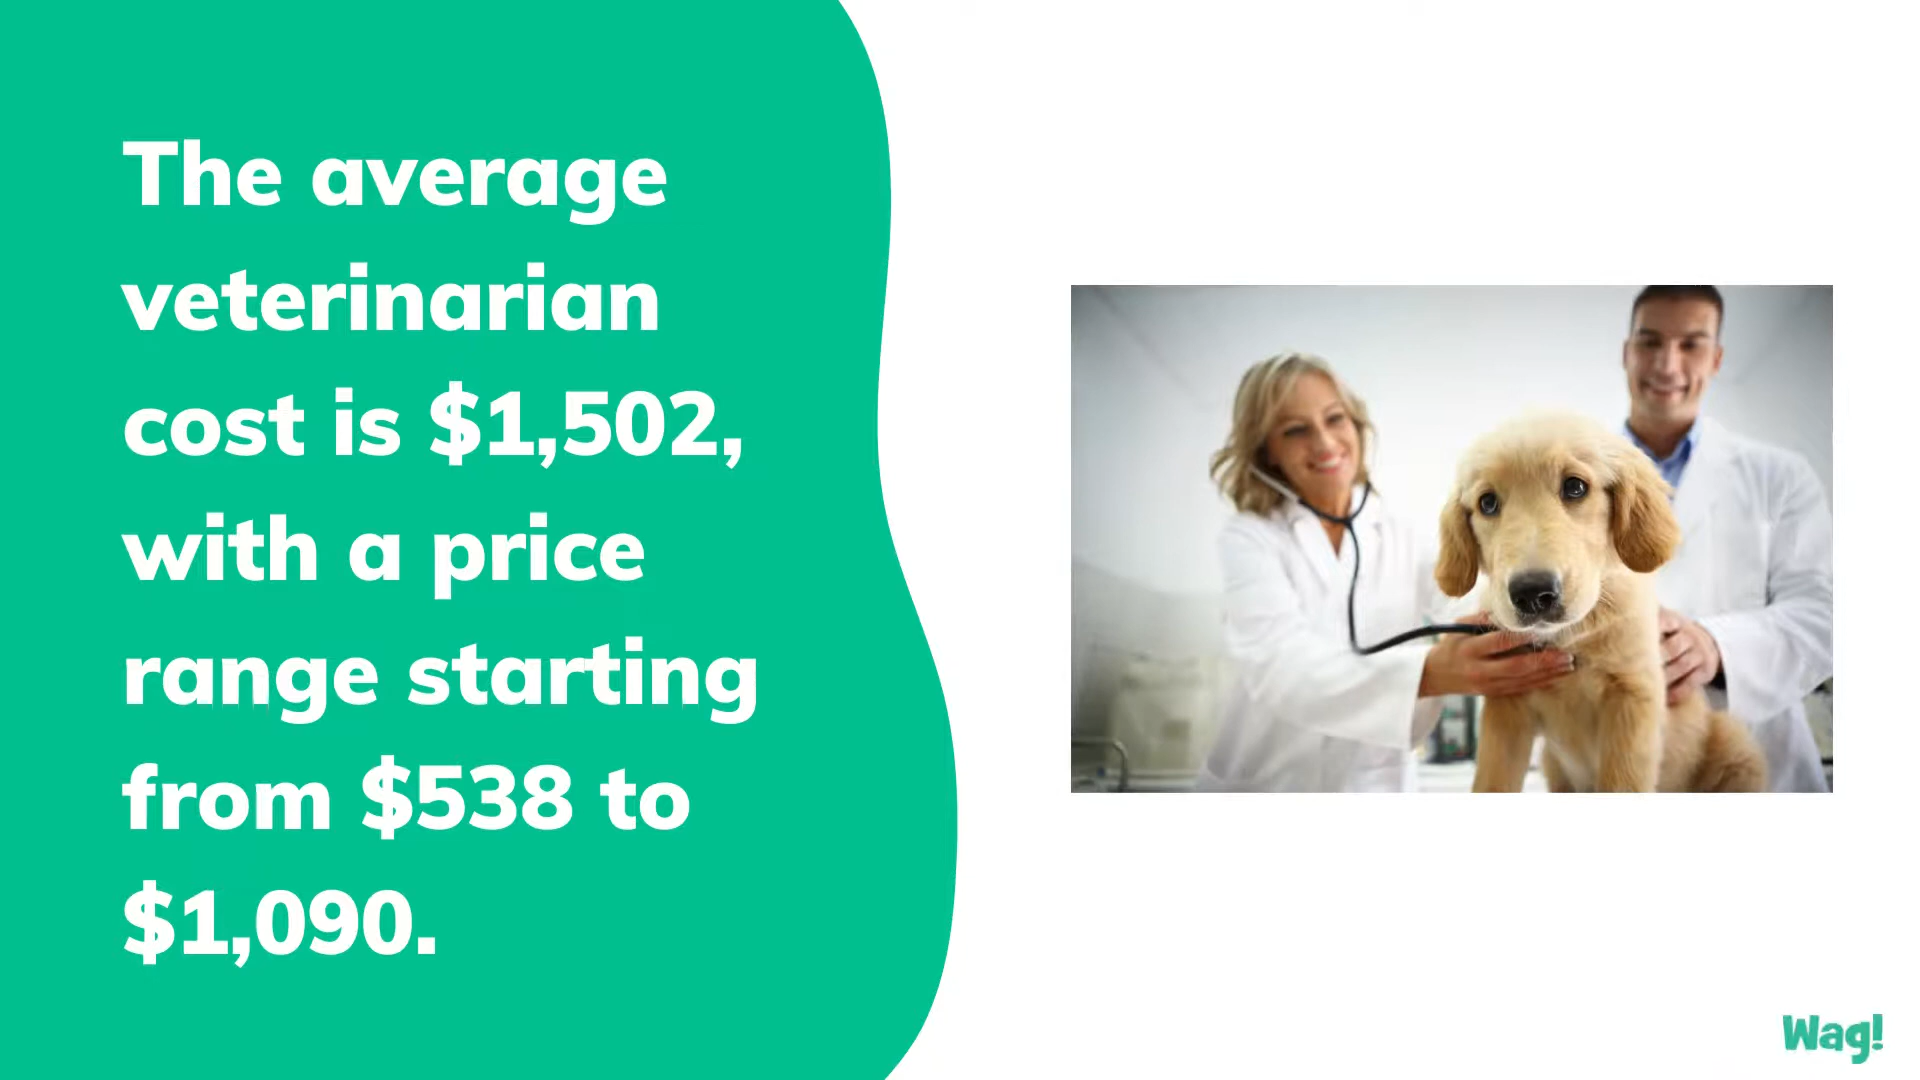 The average
veterinarian
cost is $1,502,
with a price
range starting
from $538 to
$1,090.
Wag!